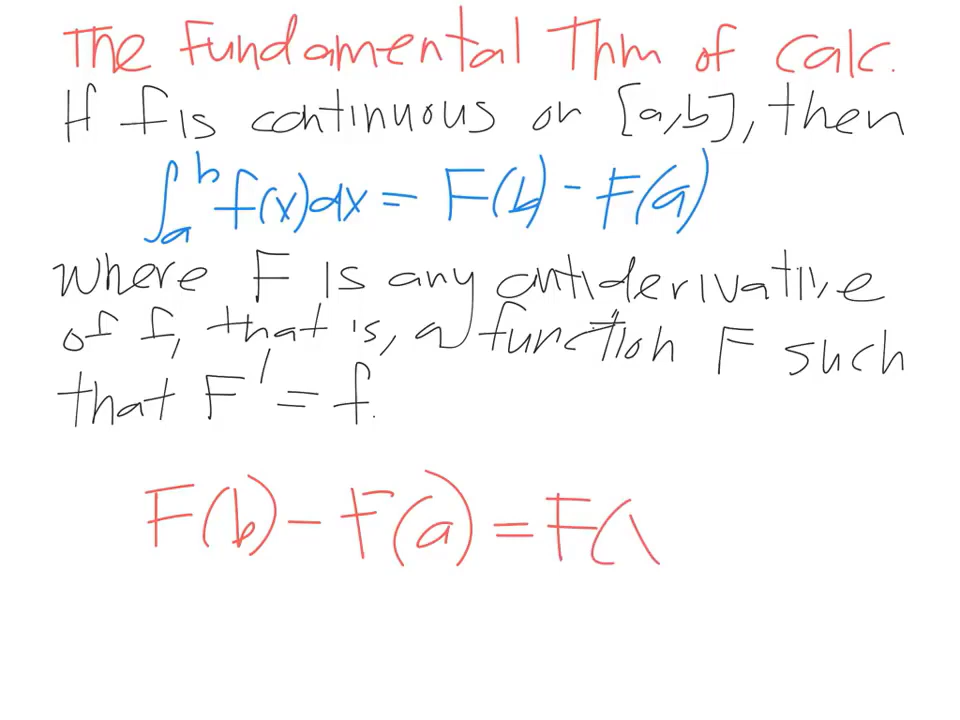 The Fundamental Thm of Calc.
If f is continuous on [a,b], then
∫ₐᵇ f(x)dx = F(b) - F(a)
where F is any antiderivative
of f, that is, a function F such
that F' = f.
F(b) - F(a) = F(